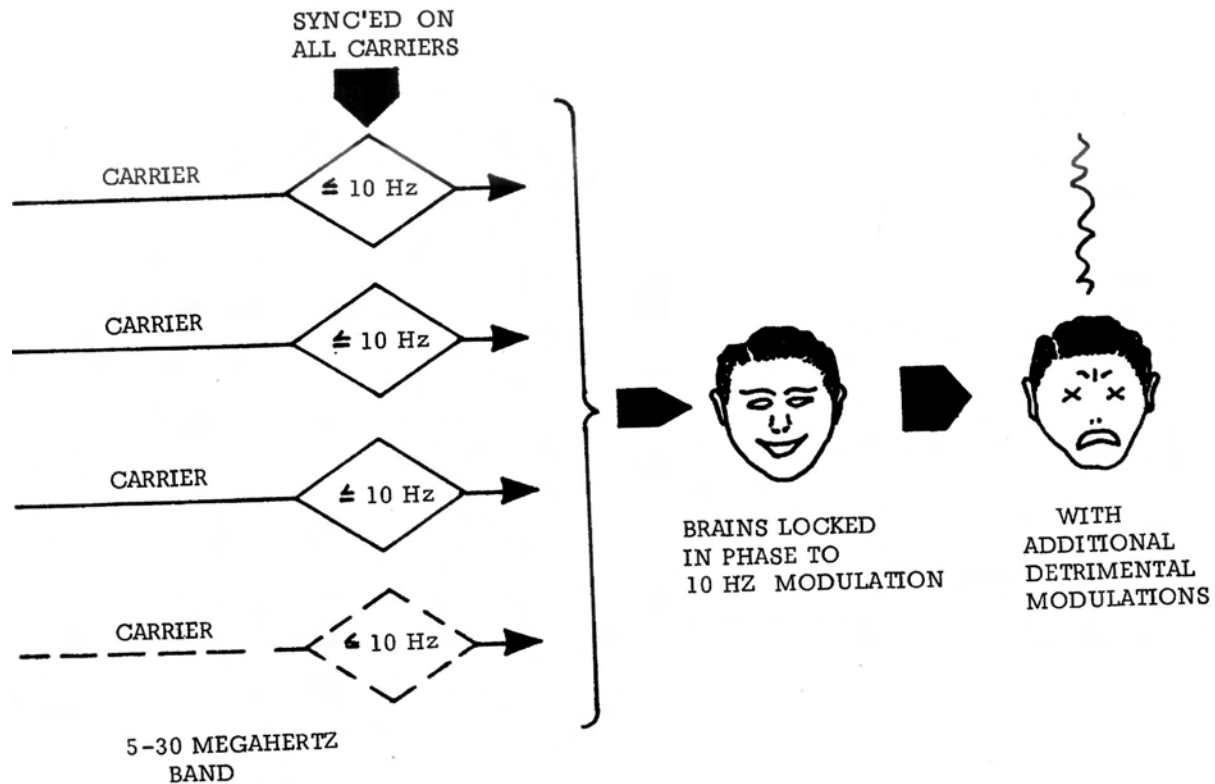 SYNC'ED ON
ALL CARRIERS
CARRIER
≦ 10 Hz
CARRIER
≦ 10 Hz
CARRIER
≦ 10 Hz
CARRIER
≦ 10 Hz
5-30 MEGAHERTZ
BAND
BRAINS LOCKED
IN PHASE TO
10 HZ MODULATION
WITH
ADDITIONAL
DETRIMENTAL
MODULATIONS